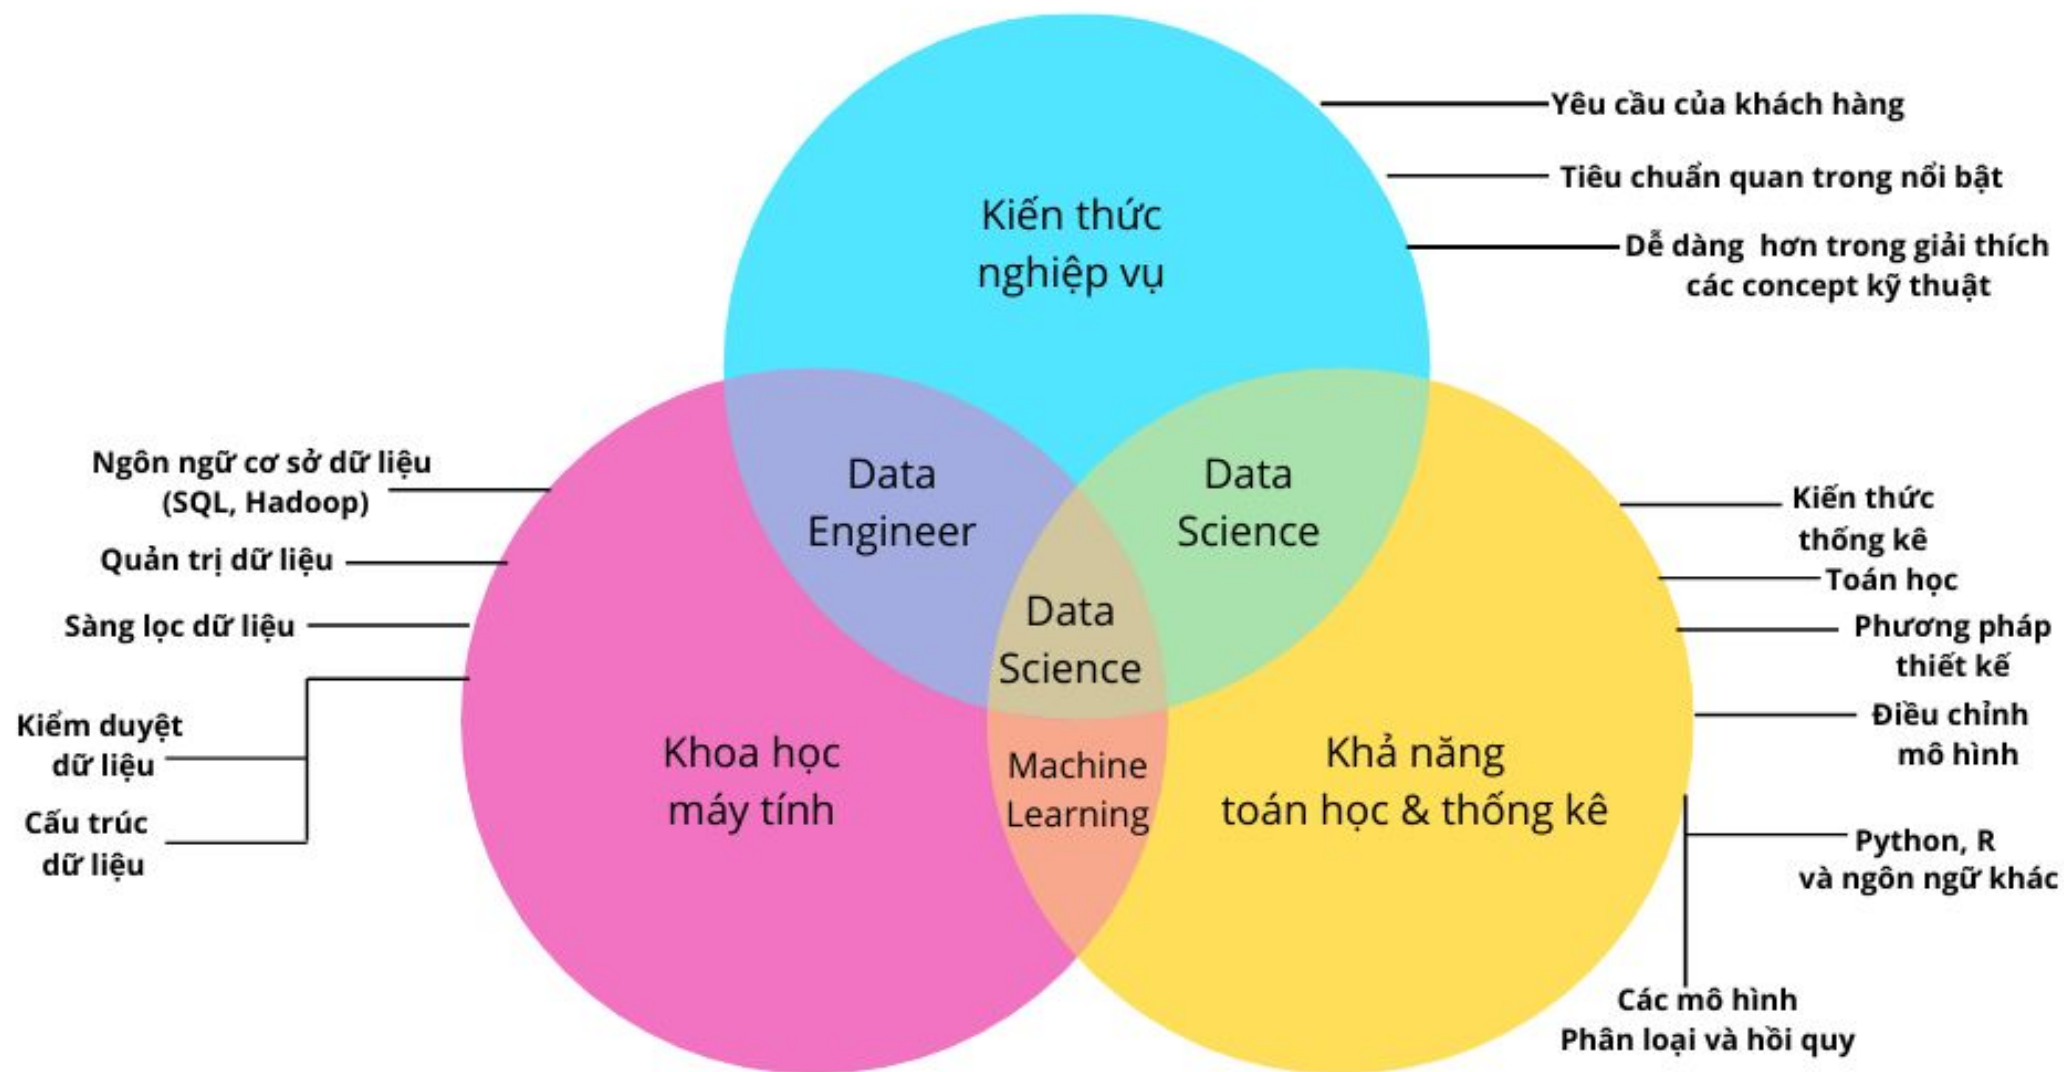 Yêu cầu của khách hàng
Tiêu chuẩn quan trong nổi bật
Dễ dàng hơn trong giải thích
các concept kỹ thuật
Kiến thức
nghiệp vụ
Ngôn ngữ cơ sở dữ liệu
(SQL, Hadoop)
Quản trị dữ liệu
Sàng lọc dữ liệu
Kiểm duyệt
dữ liệu
Cấu trúc
dữ liệu
Data
Engineer
Data
Science
Data
Science
Khoa học
máy tính
Machine
Learning
Khả năng
toán học & thống kê
Kiến thức
thống kê
Toán học
Phương pháp
thiết kế
Điều chỉnh
mô hình
Python, R
và ngôn ngữ khác
Các mô hình
Phân loại và hồi quy